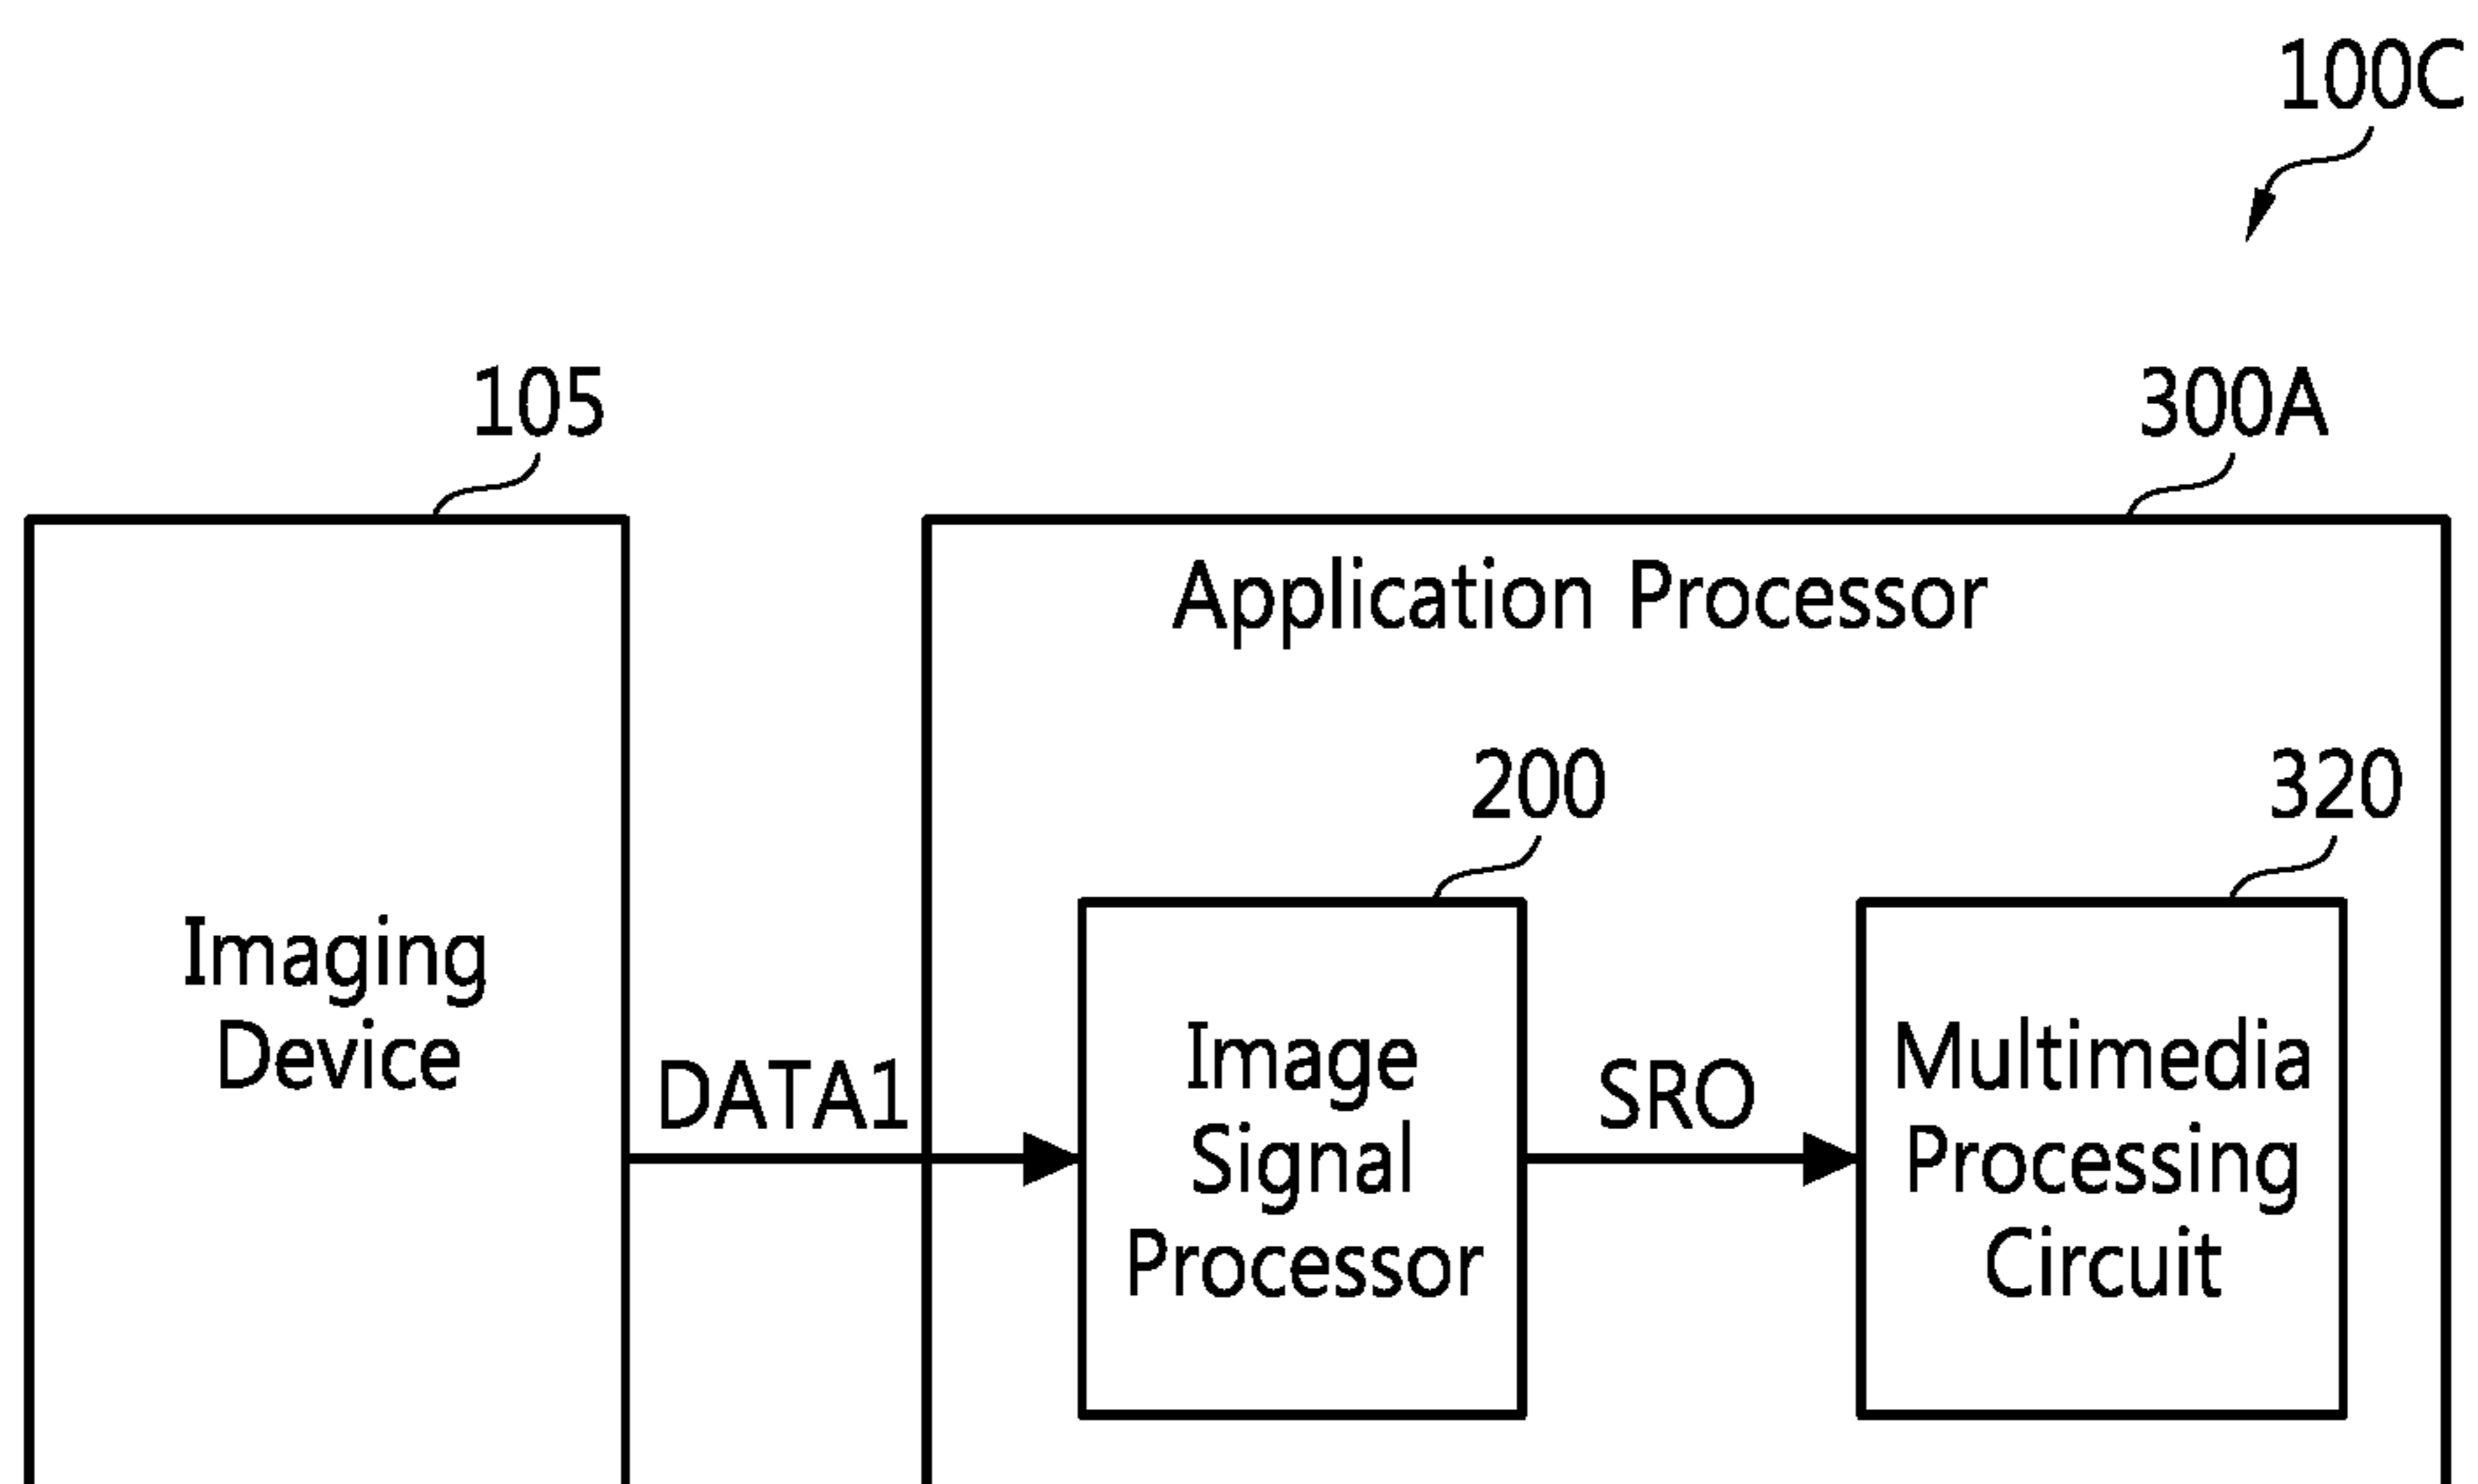 100C
105
300A
Application Processor
200
320
Imaging
Device
DATA1
Image
Signal
Processor
SRO
Multimedia
Processing
Circuit